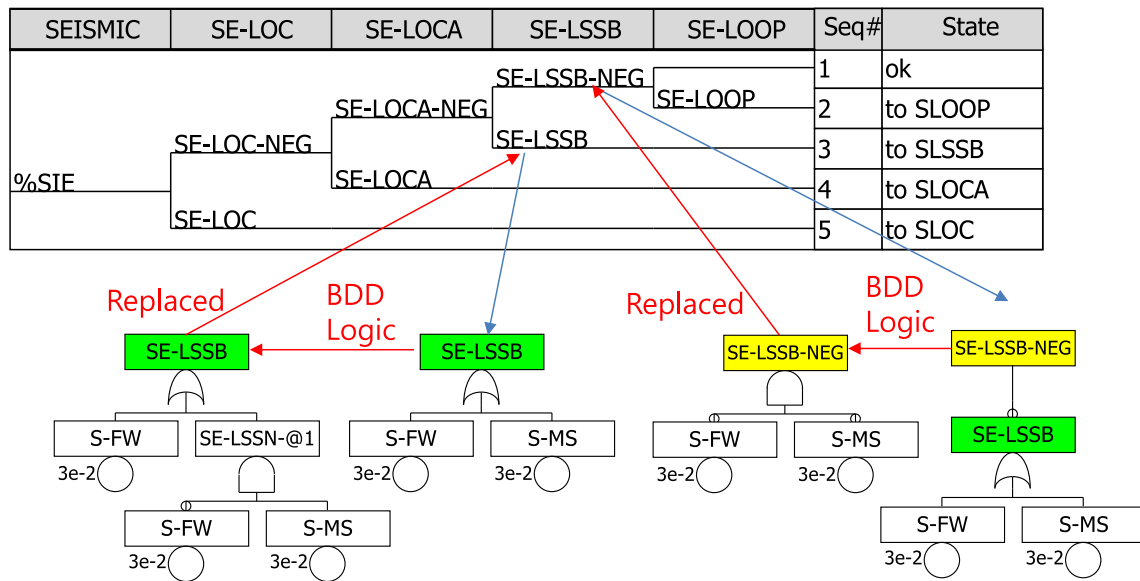 SEISMIC SE-LOC SE-LOCA SE-LSSB SE-LOOP Seq# State
1 ok
SE-LSSB-NEG
SE-LOOP
2 to SLOOP
SE-LOCA-NEG
SE-LSSB
3 to SLSSB
SE-LOC-NEG
%SIE
SE-LOCA
4 to SLOCA
SE-LOC
5 to SLOC
Replaced
BDD
Logic
Replaced
BDD
Logic
SE-LSSB
SE-LSSB
SE-LSSB-NEG
SE-LSSB-NEG
S-FW
SE-LSSN-@1
S-FW
S-MS
S-FW
S-MS
SE-LSSB
3e-2
3e-2
3e-2
3e-2
3e-2
S-FW
S-MS
S-FW
S-MS
3e-2
3e-2
3e-2
3e-2